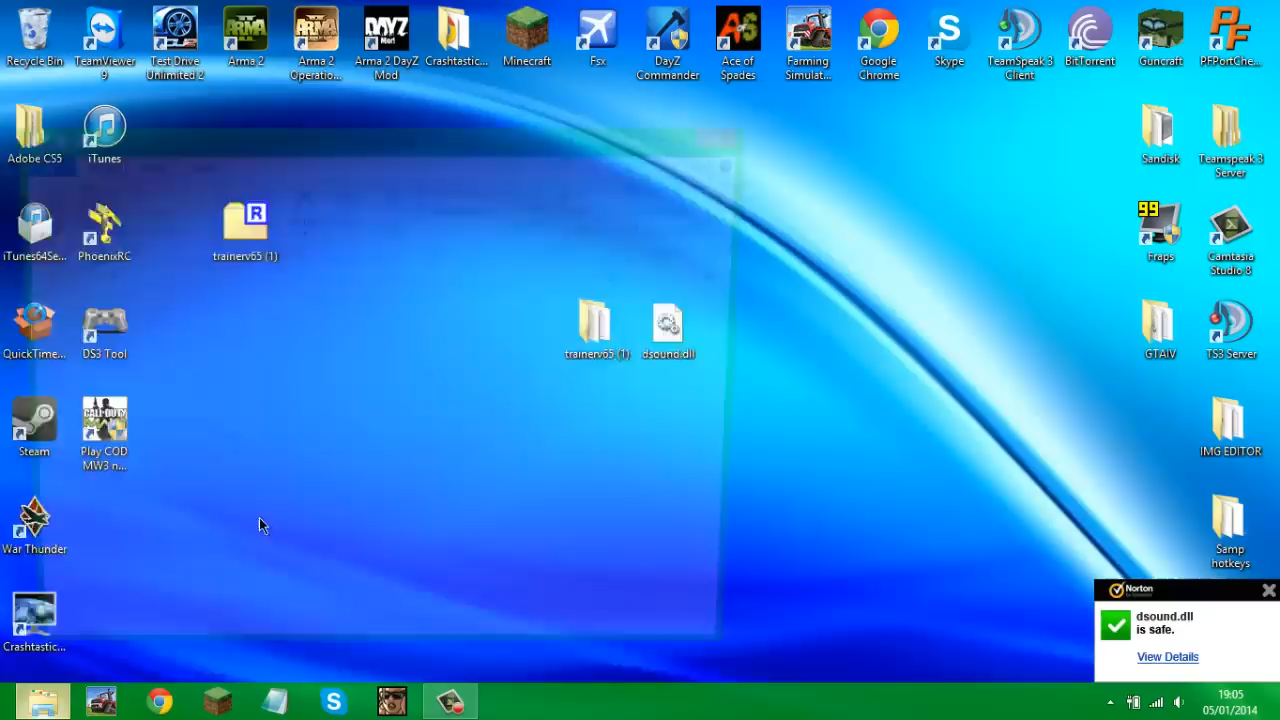 Recycle Bin
TeamViewer 9
Test Drive Unlimited 2
Arma 2
Arma 2 Operatio...
Arma 2 DayZ Mod
Crashtastic...
Minecraft
Fsx
DayZ Commander
Ace of Spades
Farming Simulat...
Google Chrome
Skype
TeamSpeak 3 Client
BitTorrent
Guncraft
PFPortChe...
Adobe CS5
iTunes
Sandisk
Teamspeak 3 Server
iTunes64Se...
PhoenixRC
R
trainerv65 (1)
99
Fraps
Camtasia Studio 8
QuickTime...
DS3 Tool
trainerv65 (1)
dsound.dll
GTAIV
TS3 Server
Steam
Play COD MW3 n...
IMG EDITOR
War Thunder
Samp hotkeys
Crashtastic...
Norton
dsound.dll
is safe.
View Details
19:05
05/01/2014